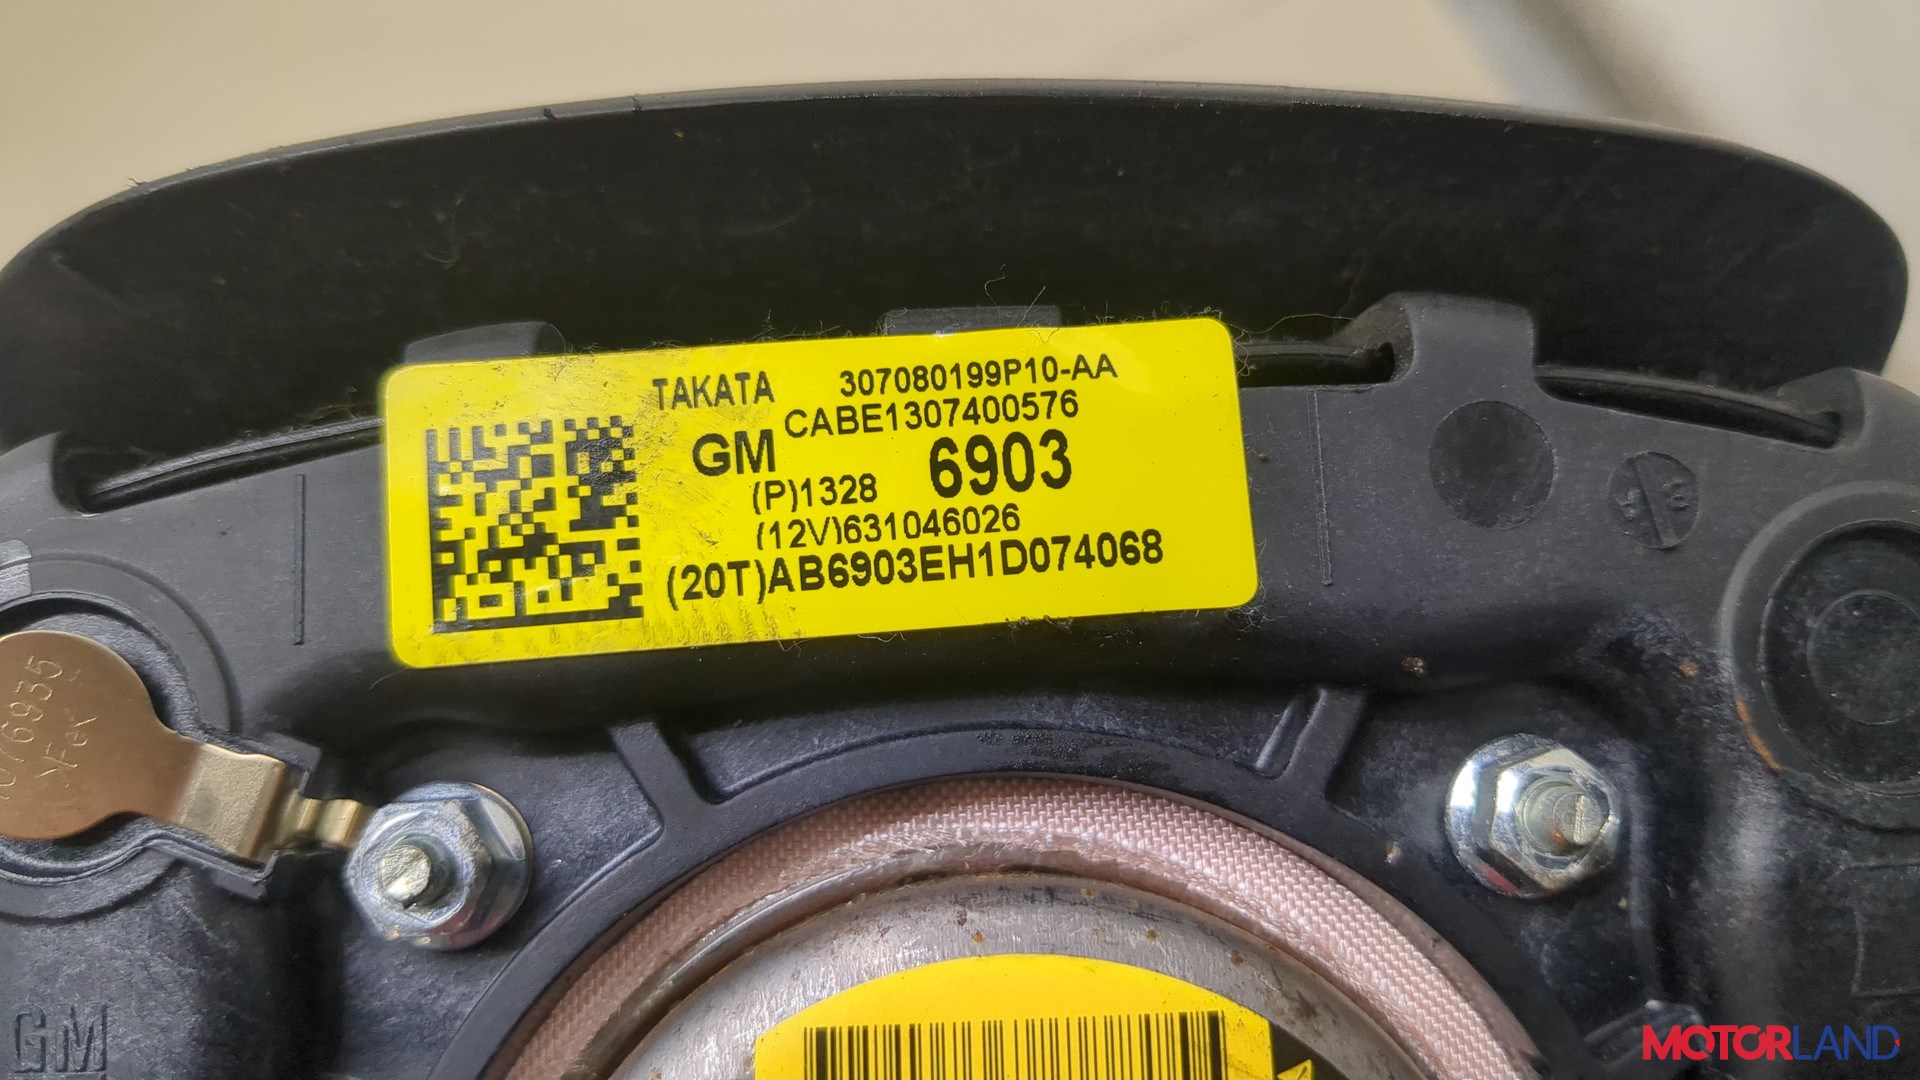 TAKATA 307080199P10-AA
CABE1307400576
GM 6903
(P)1328
(12V)631046026
(20T)AB6903EH1D074068
GM
MOTORLAND